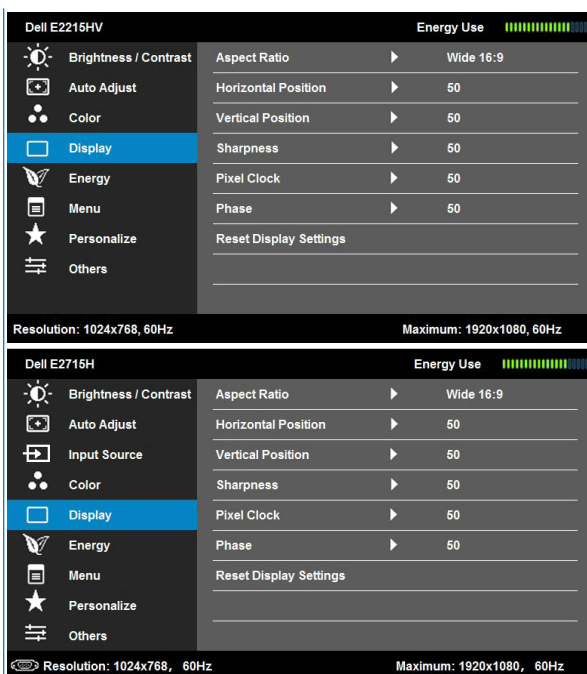 Dell E2215HV Energy Use
Brightness / Contrast Aspect Ratio Wide 16:9
Auto Adjust Horizontal Position 50
Color Vertical Position 50
Display Sharpness 50
Energy Pixel Clock 50
Menu Phase 50
Personalize Reset Display Settings
Others
Resolution: 1024x768, 60Hz Maximum: 1920x1080, 60Hz
Dell E2715H Energy Use
Brightness / Contrast Aspect Ratio Wide 16:9
Auto Adjust Horizontal Position 50
Input Source Vertical Position 50
Color Sharpness 50
Display Pixel Clock 50
Energy Phase 50
Menu Reset Display Settings
Personalize
Others
Resolution: 1024x768, 60Hz Maximum: 1920x1080, 60Hz